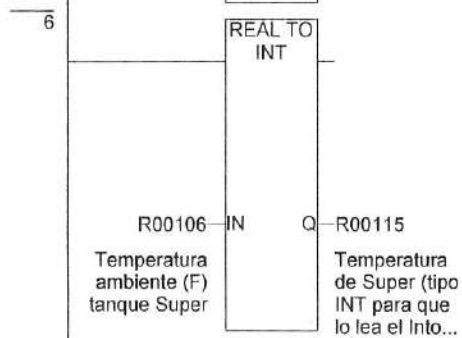 6
REAL TO
INT
R00106 IN Q R00115
Temperatura
ambiente (F)
tanque Super
Temperatura
de Super (tipo
INT para que
lo lea el Into...